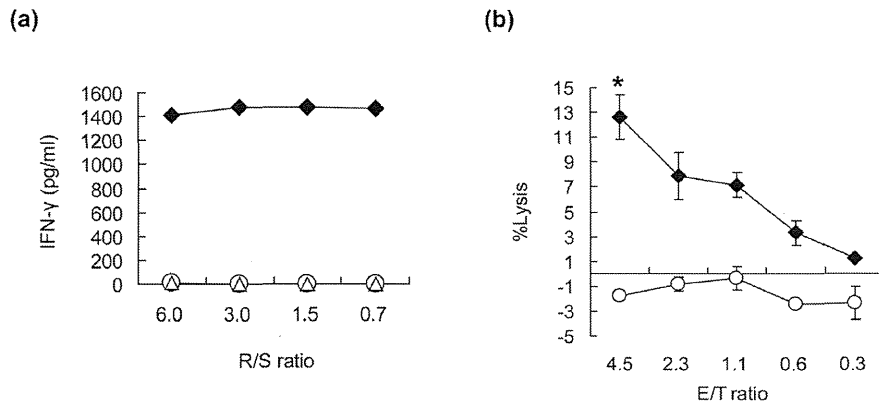 (a)
IFN-γ (pg/ml)
1600
1400
1200
1000
800
600
400
200
0
6.0 3.0 1.5 0.7
R/S ratio
(b)
%Lysis
15
13
11
9
7
5
3
1
-1
-3
-5
*
4.5 2.3 1.1 0.6 0.3
E/T ratio